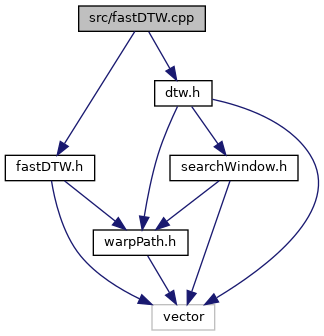 src/fastDTW.cpp
dtw.h
fastDTW.h
searchWindow.h
warpPath.h
vector